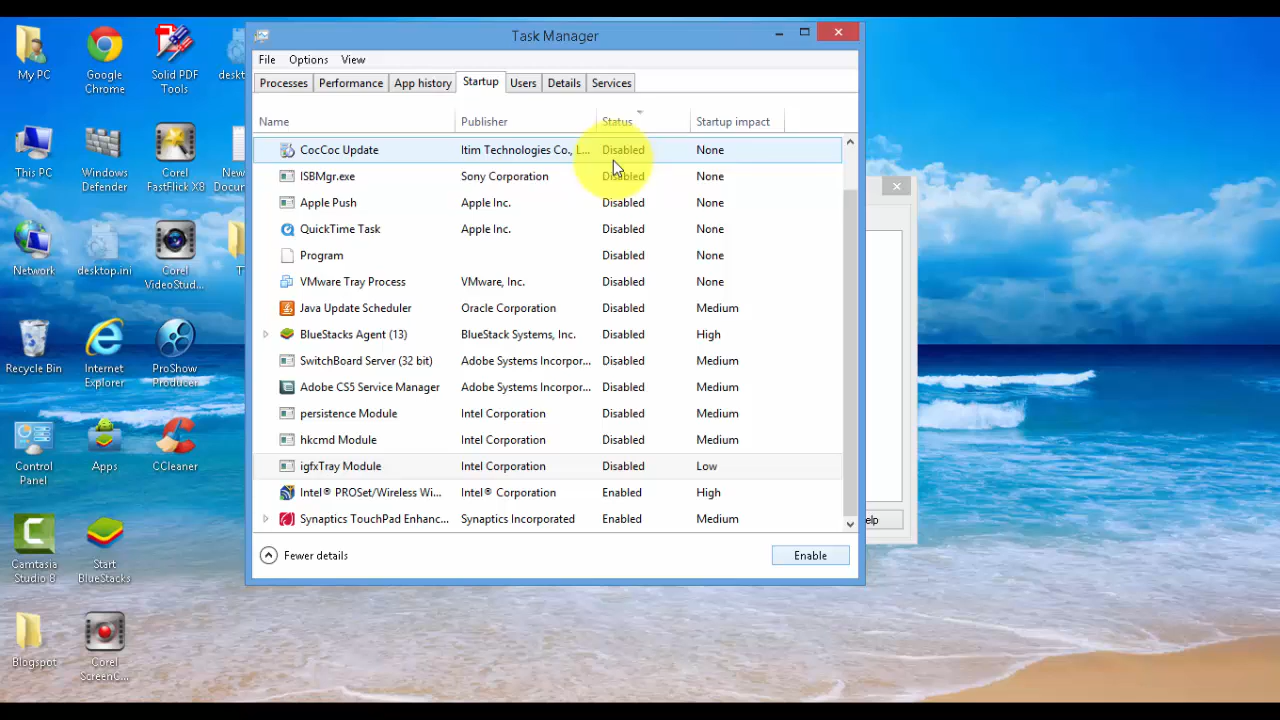 My PC
Google
Chrome
Solid PDF
Tools
deskt
This PC
Windows
Defender
Corel
FastFlick X8
New
Docum
Network
desktop.ini
Corel
VideoStud...
T
Recycle Bin
Internet
Explorer
ProShow
Producer
Control
Panel
Apps
CCleaner
Camtasia
Studio 8
Start
BlueStacks
Blogspot
Corel
ScreenC...
Task Manager
File Options View
Processes Performance App history Startup Users Details Services
Name Publisher Status Startup impact
CocCoc Update Itim Technologies Co., L... Disabled None
ISBMgr.exe Sony Corporation Disabled None
Apple Push Apple Inc. Disabled None
QuickTime Task Apple Inc. Disabled None
Program Disabled None
VMware Tray Process VMware, Inc. Disabled None
Java Update Scheduler Oracle Corporation Disabled Medium
BlueStacks Agent (13) BlueStack Systems, Inc. Disabled High
SwitchBoard Server (32 bit) Adobe Systems Incorpor... Disabled Medium
Adobe CS5 Service Manager Adobe Systems Incorpor... Disabled Medium
persistence Module Intel Corporation Disabled Medium
hkcmd Module Intel Corporation Disabled Medium
igfxTray Module Intel Corporation Disabled Low
Intel® PROSet/Wireless Wi... Intel® Corporation Enabled High
Synaptics TouchPad Enhanc... Synaptics Incorporated Enabled Medium
Fewer details Enable
elp